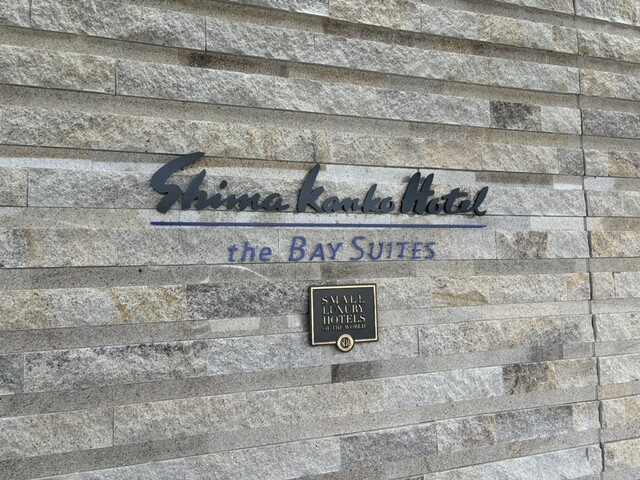 Shima Kanko Hotel
the BAY SUITES
SMALL
LUXURY
HOTELS
OF THE WORLD